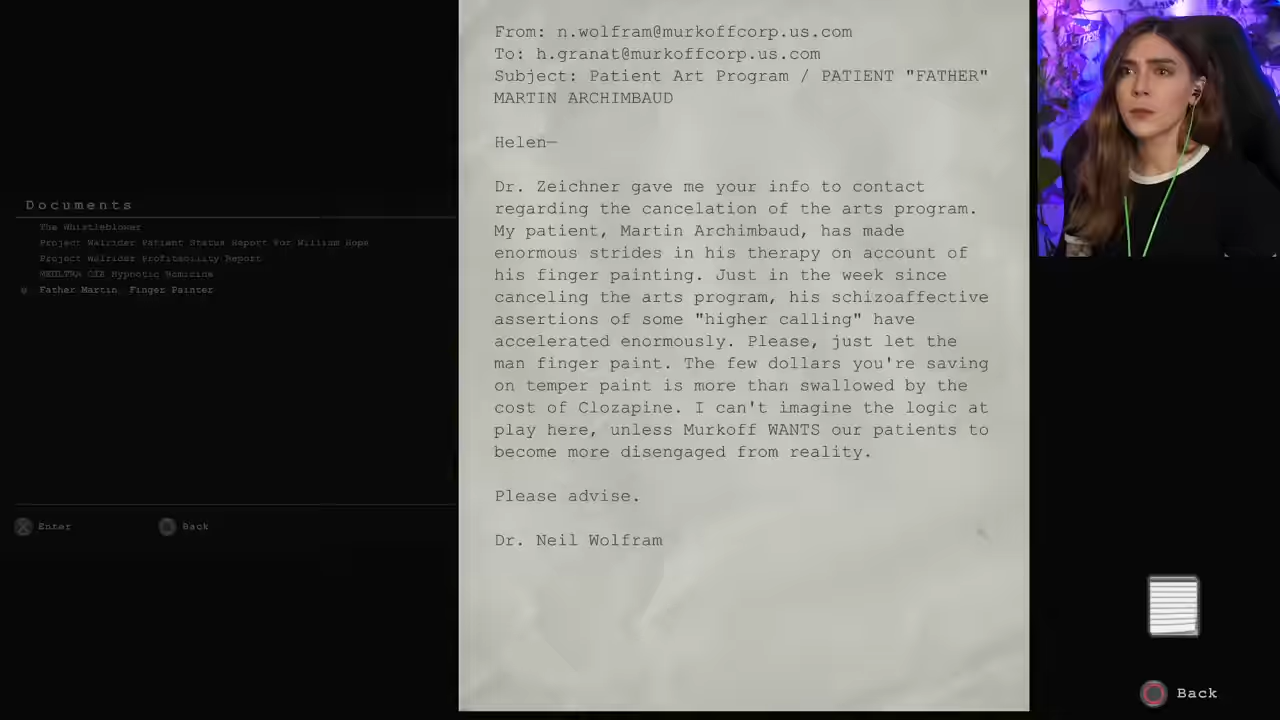 From: n.wolfram@murkoffcorp.us.com
To: h.granat@murkoffcorp.us.com
Subject: Patient Art Program / PATIENT "FATHER"
MARTIN ARCHIMBAUD
Helen—
Dr. Zeichner gave me your info to contact
regarding the cancelation of the arts program.
My patient, Martin Archimbaud, has made
enormous strides in his therapy on account of
his finger painting. Just in the week since
canceling the arts program, his schizoaffective
assertions of some "higher calling" have
accelerated enormously. Please, just let the
man finger paint. The few dollars you're saving
on temper paint is more than swallowed by the
cost of Clozapine. I can't imagine the logic at
play here, unless Murkoff WANTS our patients to
become more disengaged from reality.
Please advise.
Dr. Neil Wolfram
Documents
The Whistleblower
Project Walrider Patient Status Report For William Hope
Project Walrider Profitability Report
MKULTRA CIA Hypnotic Homicide
Father Martin, Finger Painter
Enter
Back
Back